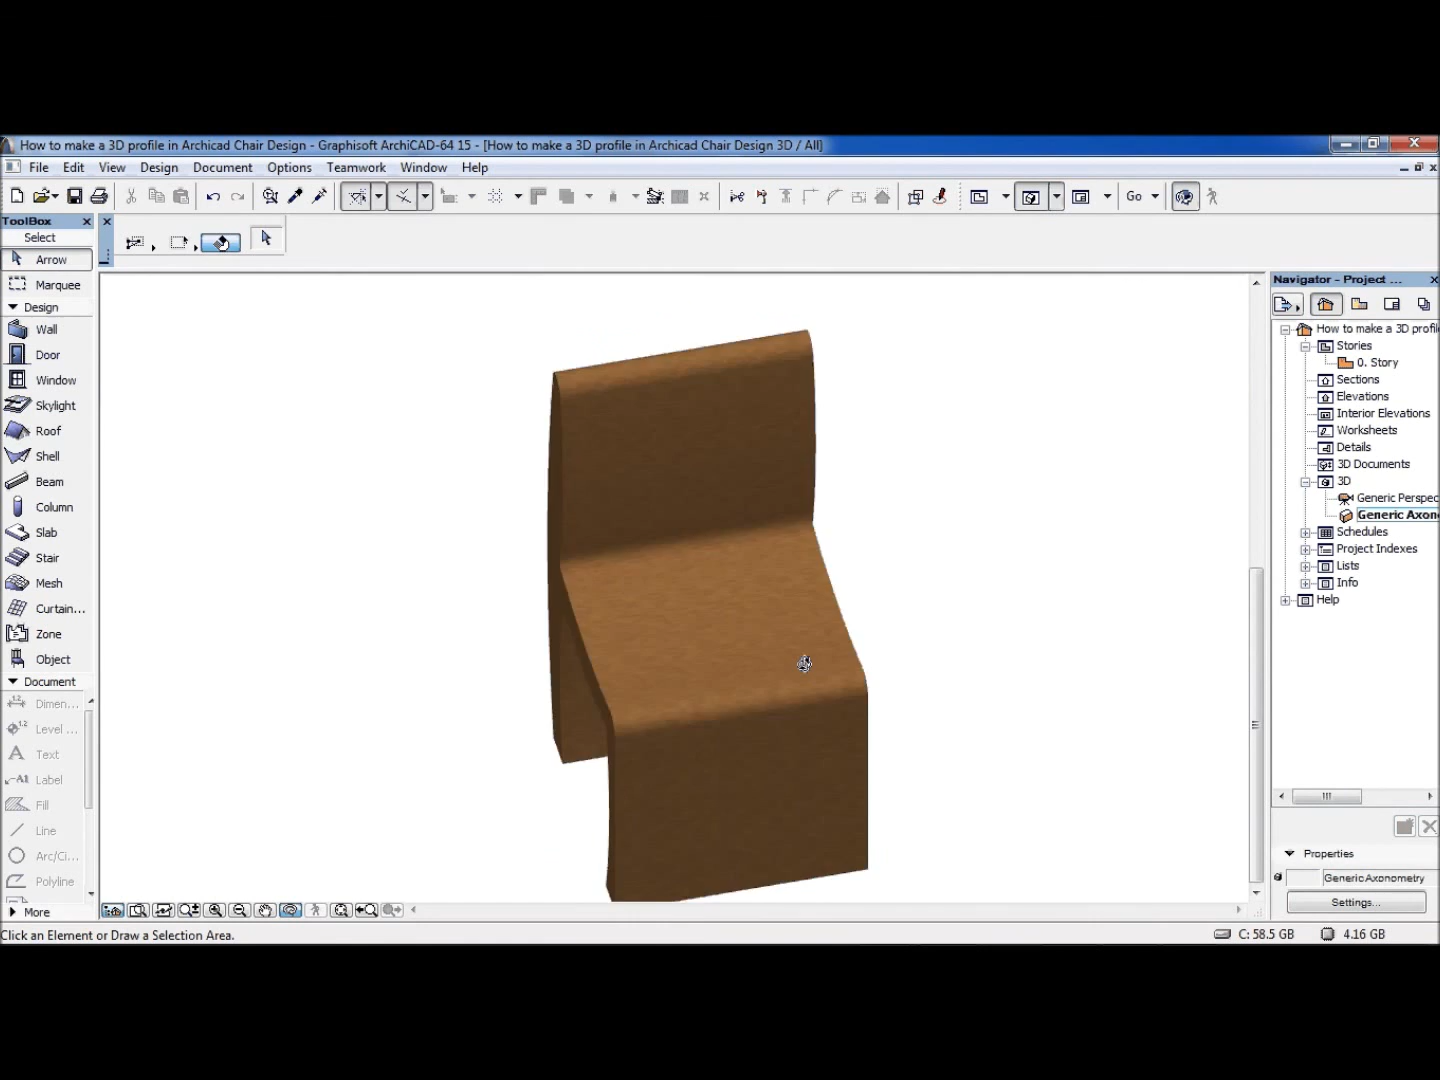 How to make a 3D profile in Archicad Chair Design - Graphisoft ArchiCAD-64 15 - [How to make a 3D profile in Archicad Chair Design 3D / All]
File Edit View Design Document Options Teamwork Window Help
Go
ToolBox
Select
Arrow
Marquee
Design
Wall
Door
Window
Skylight
Roof
Shell
Beam
Column
Slab
Stair
Mesh
Curtain...
Zone
Object
Document
Dimen...
Level ...
Text
Label
Fill
Line
Arc/Ci...
Polyline
More
Navigator - Project ...
How to make a 3D profil
Stories
0. Story
Sections
Elevations
Interior Elevations
Worksheets
Details
3D Documents
3D
Generic Perspec
Generic Axon
Schedules
Project Indexes
Lists
Info
Help
Properties
Generic Axonometry
Settings...
Click an Element or Draw a Selection Area.
C: 58.5 GB
4.16 GB